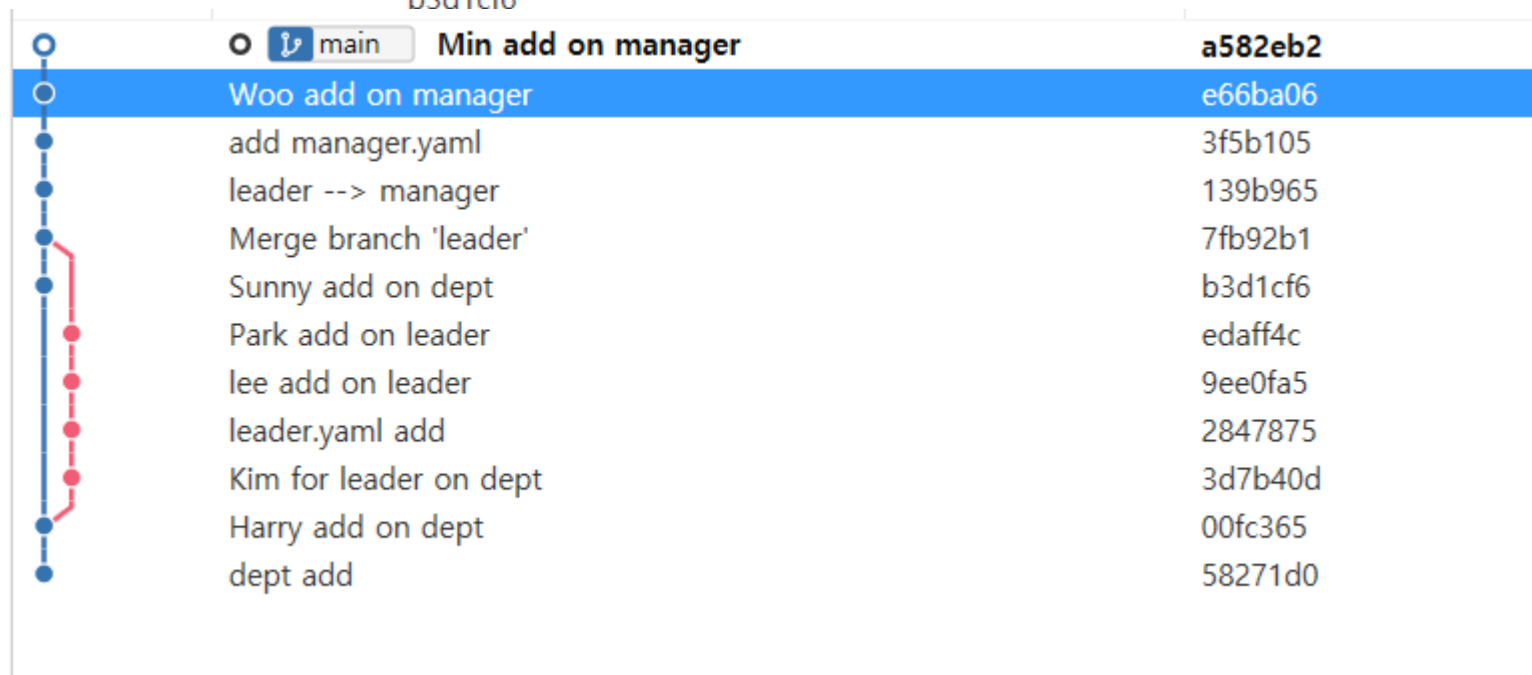 b3d1cf6
main Min add on manager a582eb2
Woo add on manager e66ba06
add manager.yaml 3f5b105
leader --> manager 139b965
Merge branch 'leader' 7fb92b1
Sunny add on dept b3d1cf6
Park add on leader edaff4c
lee add on leader 9ee0fa5
leader.yaml add 2847875
Kim for leader on dept 3d7b40d
Harry add on dept 00fc365
dept add 58271d0